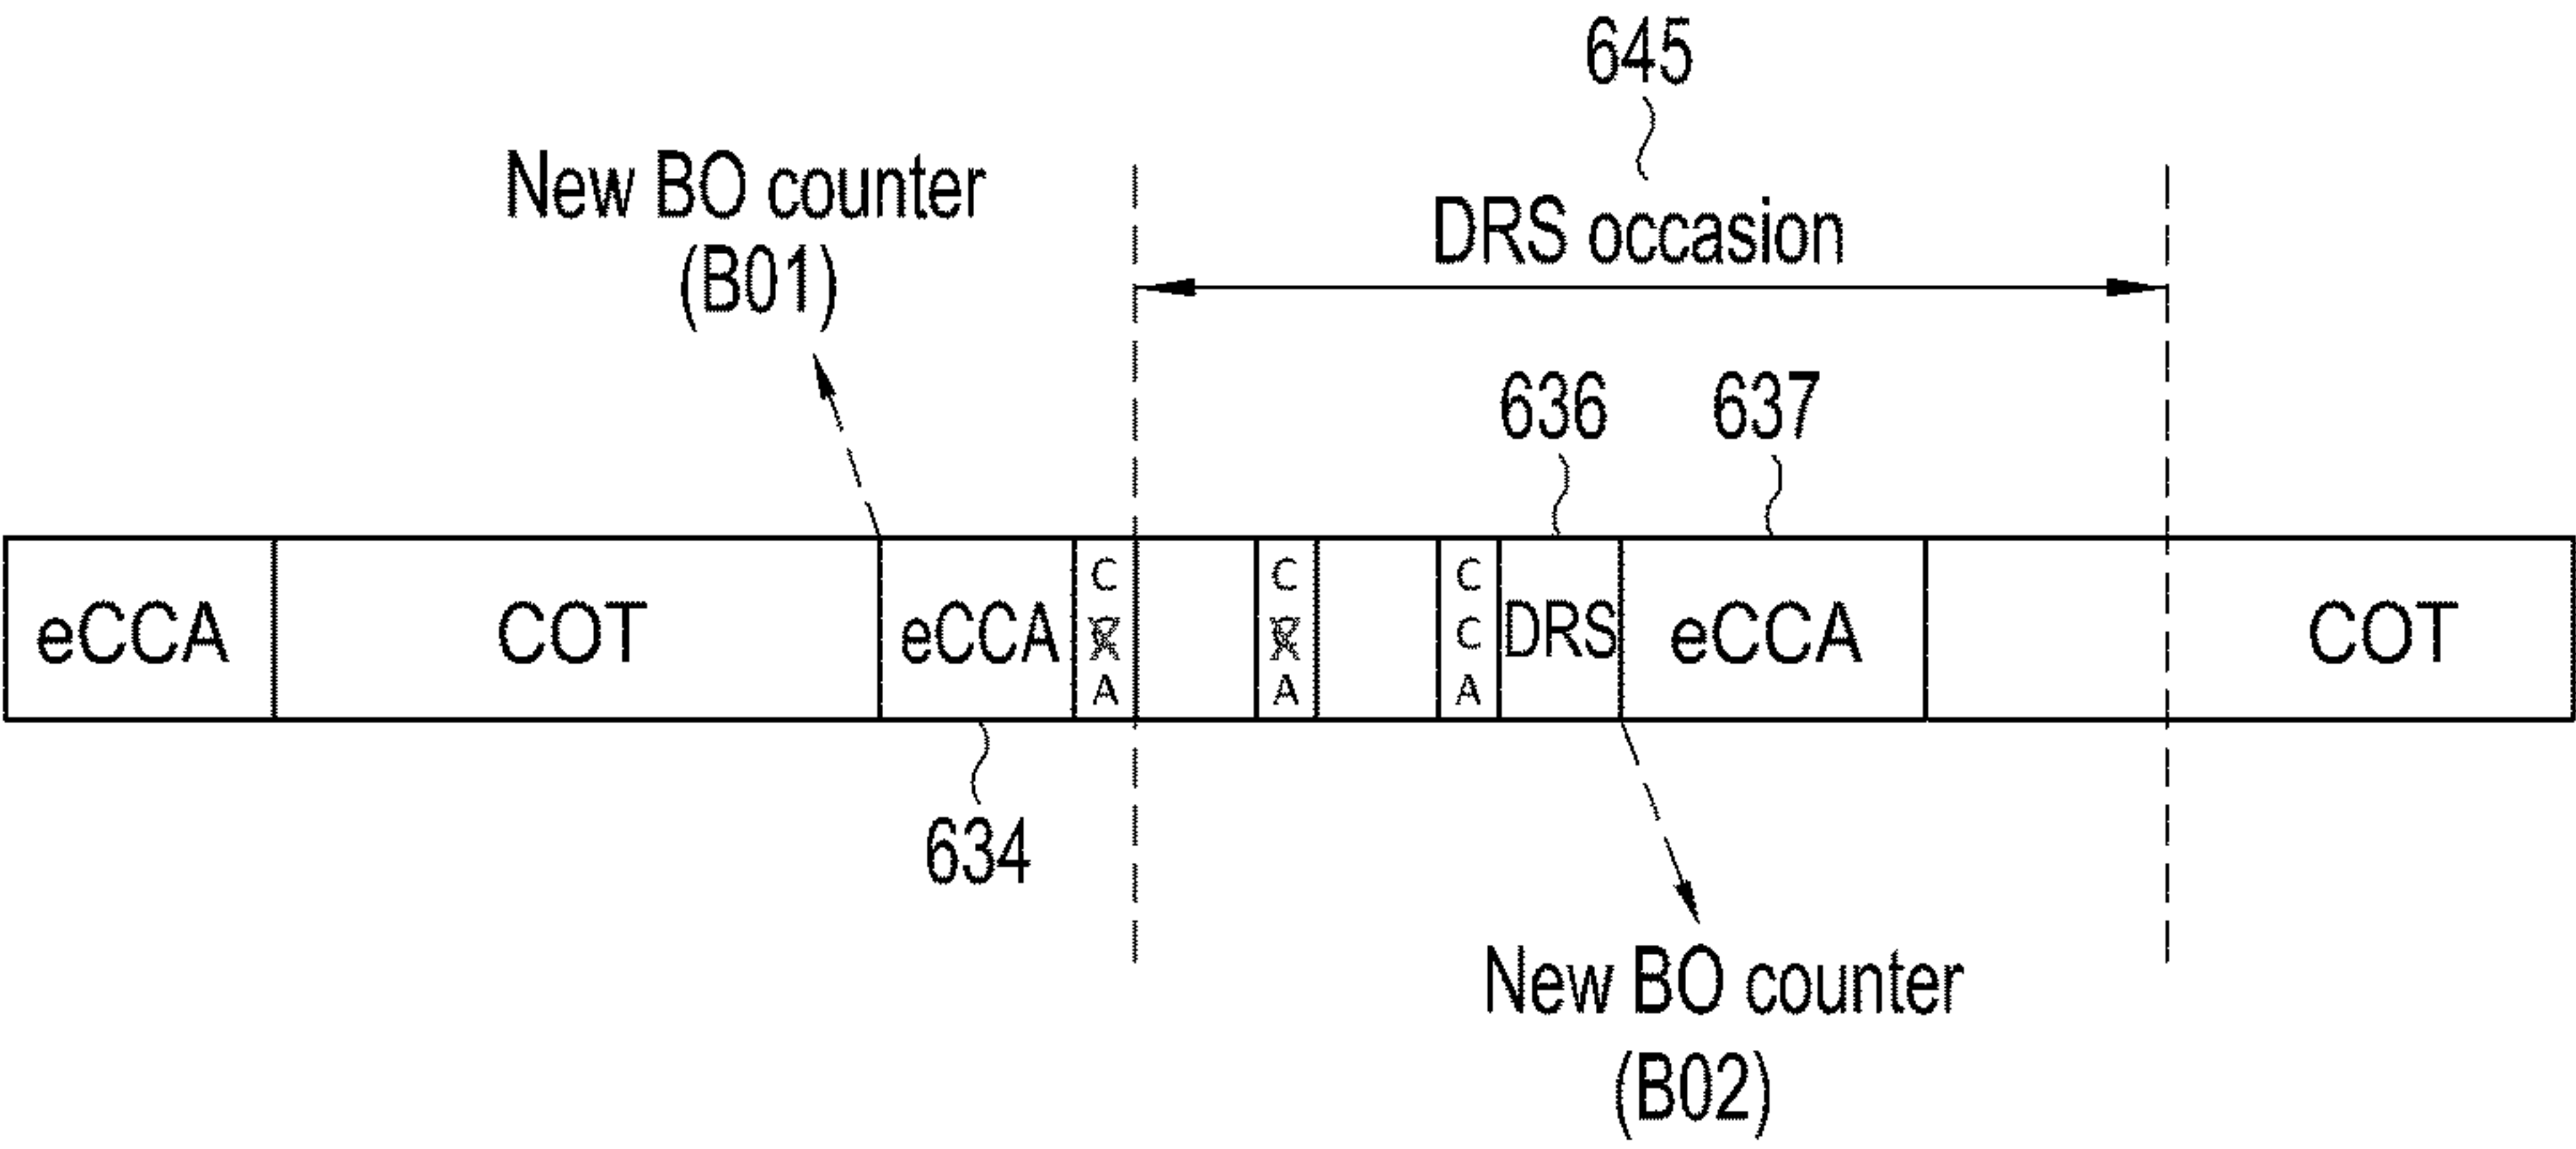 645
New BO counter
(B01)
DRS occasion
636
637
eCCA
COT
eCCA
C
C
A
C
C
A
C
C
A
DRS
eCCA
COT
634
New BO counter
(B02)